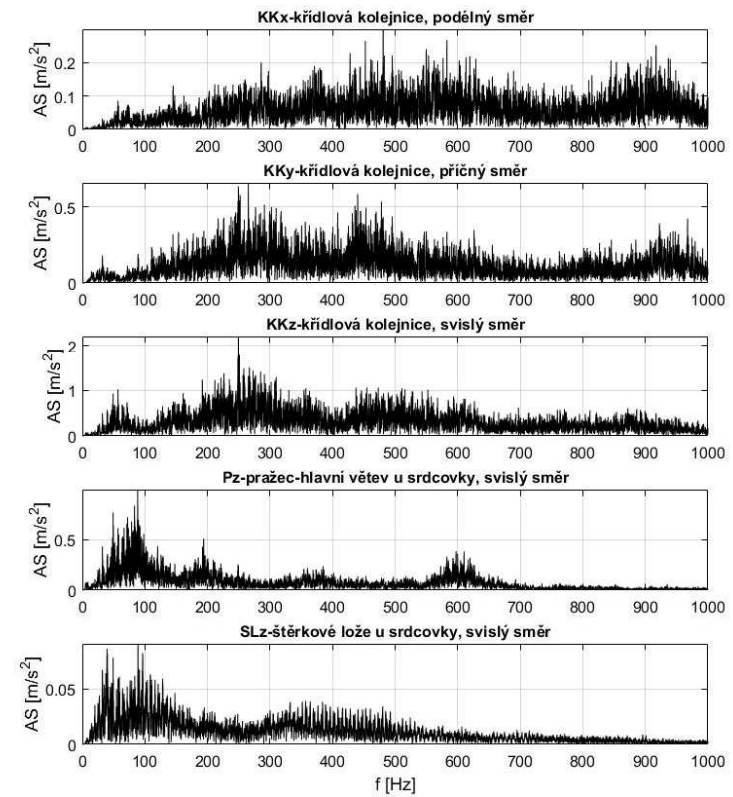 KKx-křídlová kolejnice, podélný směr
AS [m/s²]
0.2
0.1
0
0 100 200 300 400 500 600 700 800 900 1000
KKy-křídlová kolejnice, příčný směr
AS [m/s²]
0.5
0
0 100 200 300 400 500 600 700 800 900 1000
KKz-křídlová kolejnice, svislý směr
AS [m/s²]
2
1
0
0 100 200 300 400 500 600 700 800 900 1000
Pz-pražec-hlavní větev u srdcovky, svislý směr
AS [m/s²]
0.5
0
0 100 200 300 400 500 600 700 800 900 1000
SLz-štěrkové lože u srdcovky, svislý směr
AS [m/s²]
0.05
0
0 100 200 300 400 500 600 700 800 900 1000
f [Hz]